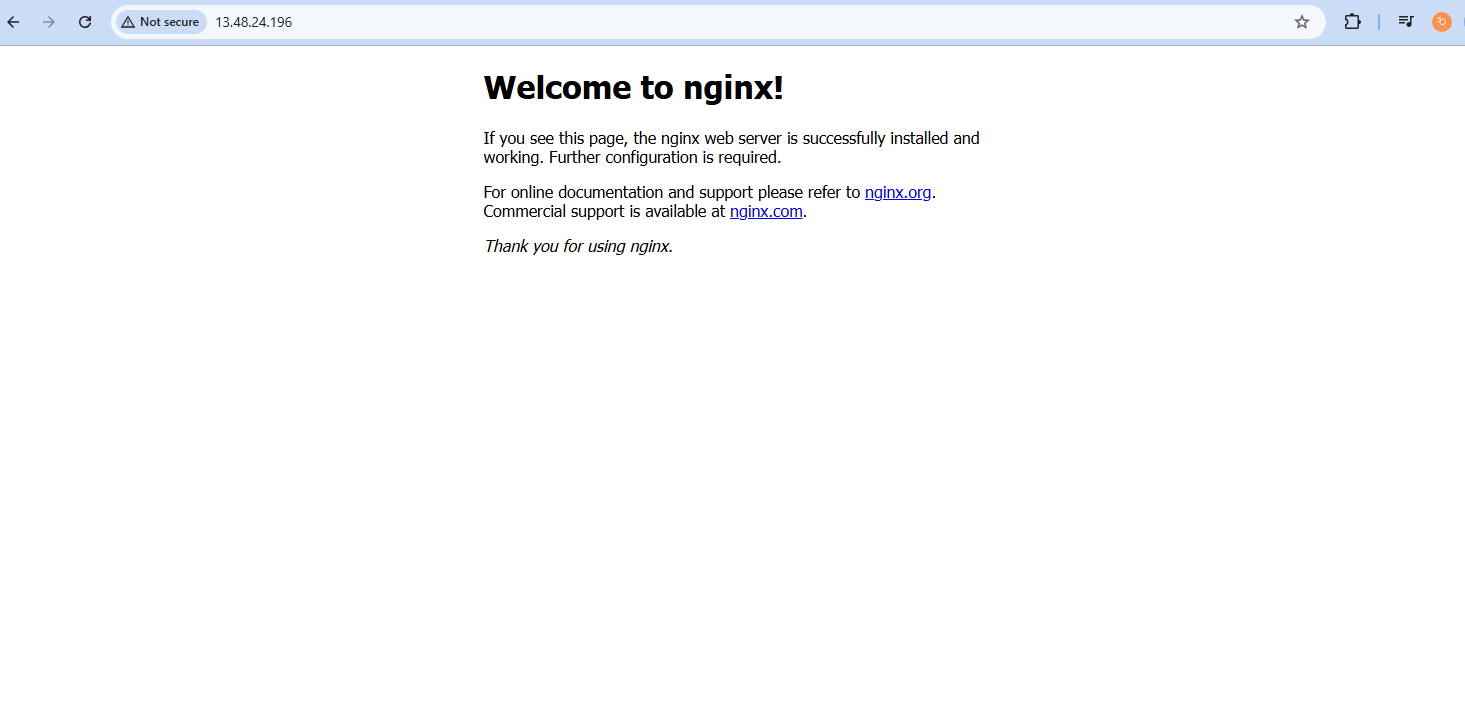 Not secure
13.48.24.196
Welcome to nginx!
If you see this page, the nginx web server is successfully installed and
working. Further configuration is required.
For online documentation and support please refer to nginx.org.
Commercial support is available at nginx.com.
Thank you for using nginx.